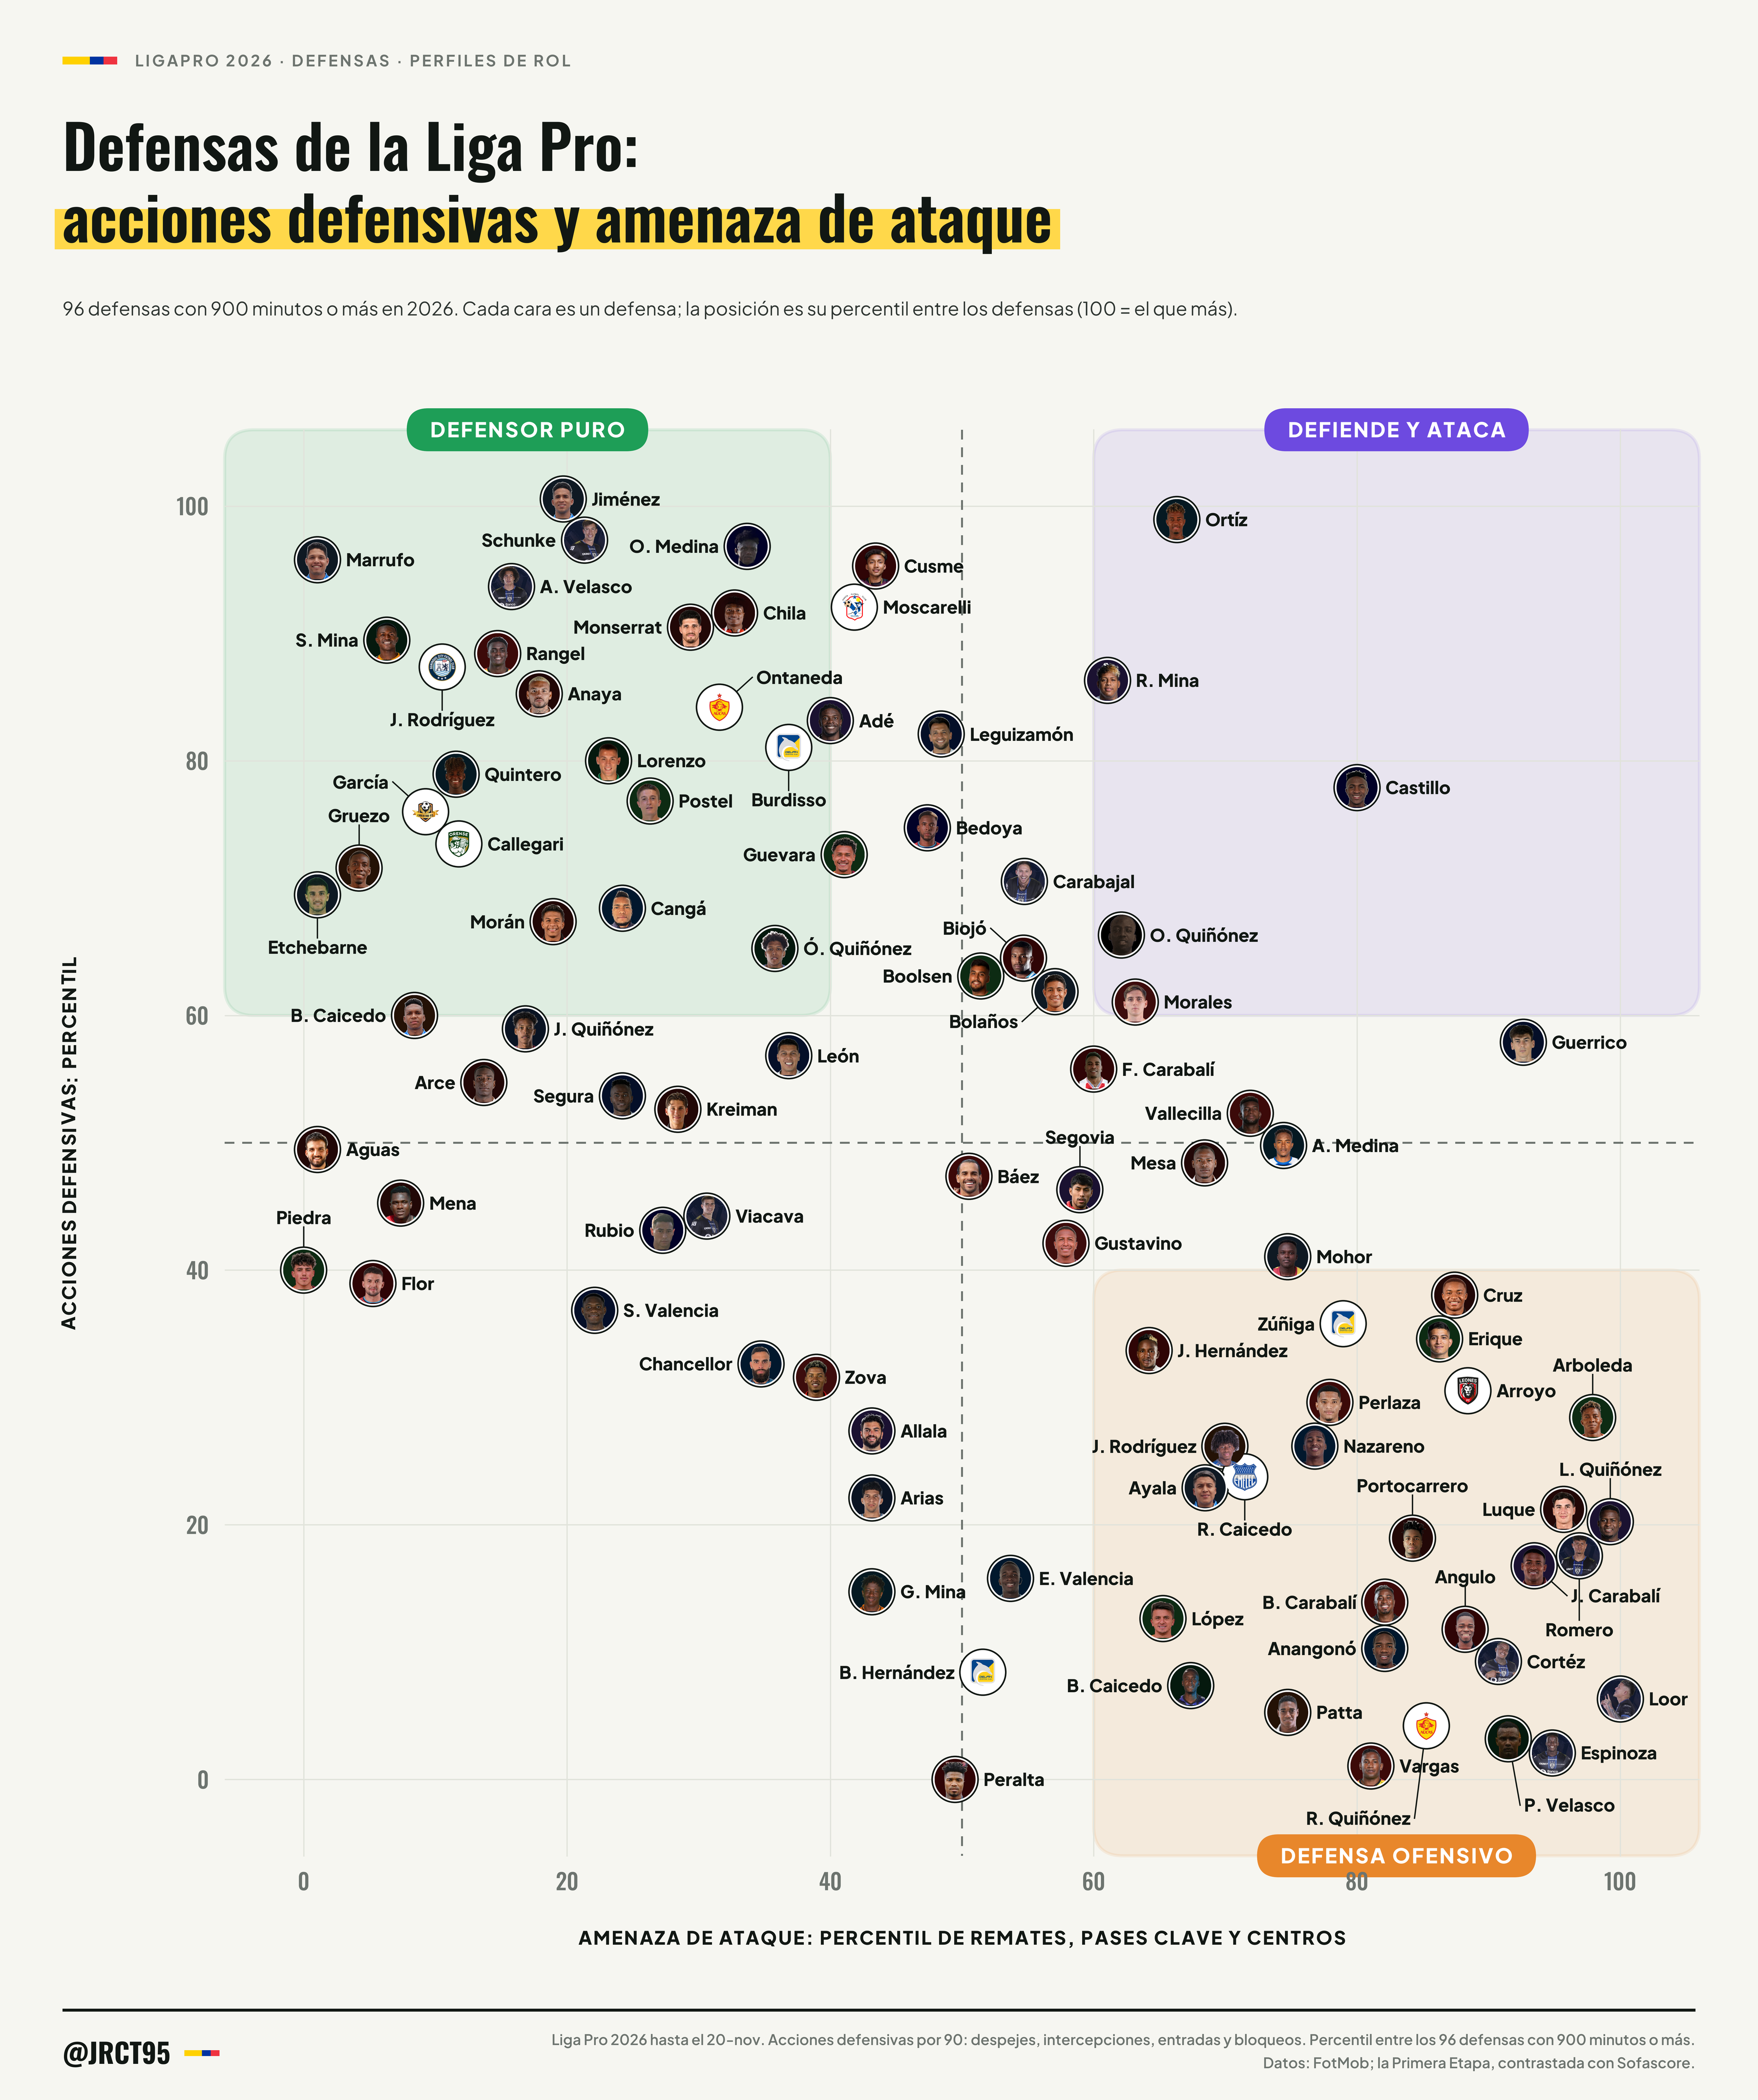 LIGAPRO 2026 · DEFENSAS · PERFILES DE ROL
Defensas de la Liga Pro:
acciones defensivas y amenaza de ataque
96 defensas con 900 minutos o más en 2026. Cada cara es un defensa; la posición es su percentil entre los defensas (100 = el que más).
DEFENSOR PURO
DEFIENDE Y ATACA
100
Jiménez
Ortíz
Schunke
O. Medina
Marrufo
Cusme
A. Velasco
Moscarelli
Chila
Monserrat
S. Mina
Rangel
Ontaneda
R. Mina
Anaya
J. Rodríguez
Adé
Leguizamón
80
Lorenzo
Quintero
García
Castillo
Postel
Burdisso
Gruezo
Bedoya
Callegari
Guevara
Carabajal
Cangá
Morán
Biojó
O. Quiñónez
Etchebarne
Ó. Quiñónez
Boolsen
Morales
60
B. Caicedo
Bolaños
J. Quiñónez
Guerrico
León
F. Carabalí
Arce
Segura
Kreiman
Vallecilla
Segovia
A. Medina
Aguas
Mesa
Báez
Mena
Piedra
Viacava
Rubio
Gustavino
Mohor
40
Flor
Cruz
S. Valencia
Zúñiga
Erique
J. Hernández
Chancellor
Arboleda
Zova
Arroyo
Perlaza
Allala
J. Rodríguez
Nazareno
L. Quiñónez
Portocarrero
Ayala
Arias
Luque
20
R. Caicedo
Angulo
E. Valencia
G. Mina
J. Carabalí
B. Carabalí
López
Romero
Anangonó
Cortéz
B. Hernández
B. Caicedo
Loor
Patta
Espinoza
Vargas
0
Peralta
P. Velasco
R. Quiñónez
DEFENSA OFENSIVO
0
20
40
60
80
100
ACCIONES DEFENSIVAS: PERCENTIL
AMENAZA DE ATAQUE: PERCENTIL DE REMATES, PASES CLAVE Y CENTROS
@JRCT95
Liga Pro 2026 hasta el 20-nov. Acciones defensivas por 90: despejes, intercepciones, entradas y bloqueos. Percentil entre los 96 defensas con 900 minutos o más.
Datos: FotMob; la Primera Etapa, contrastada con Sofascore.